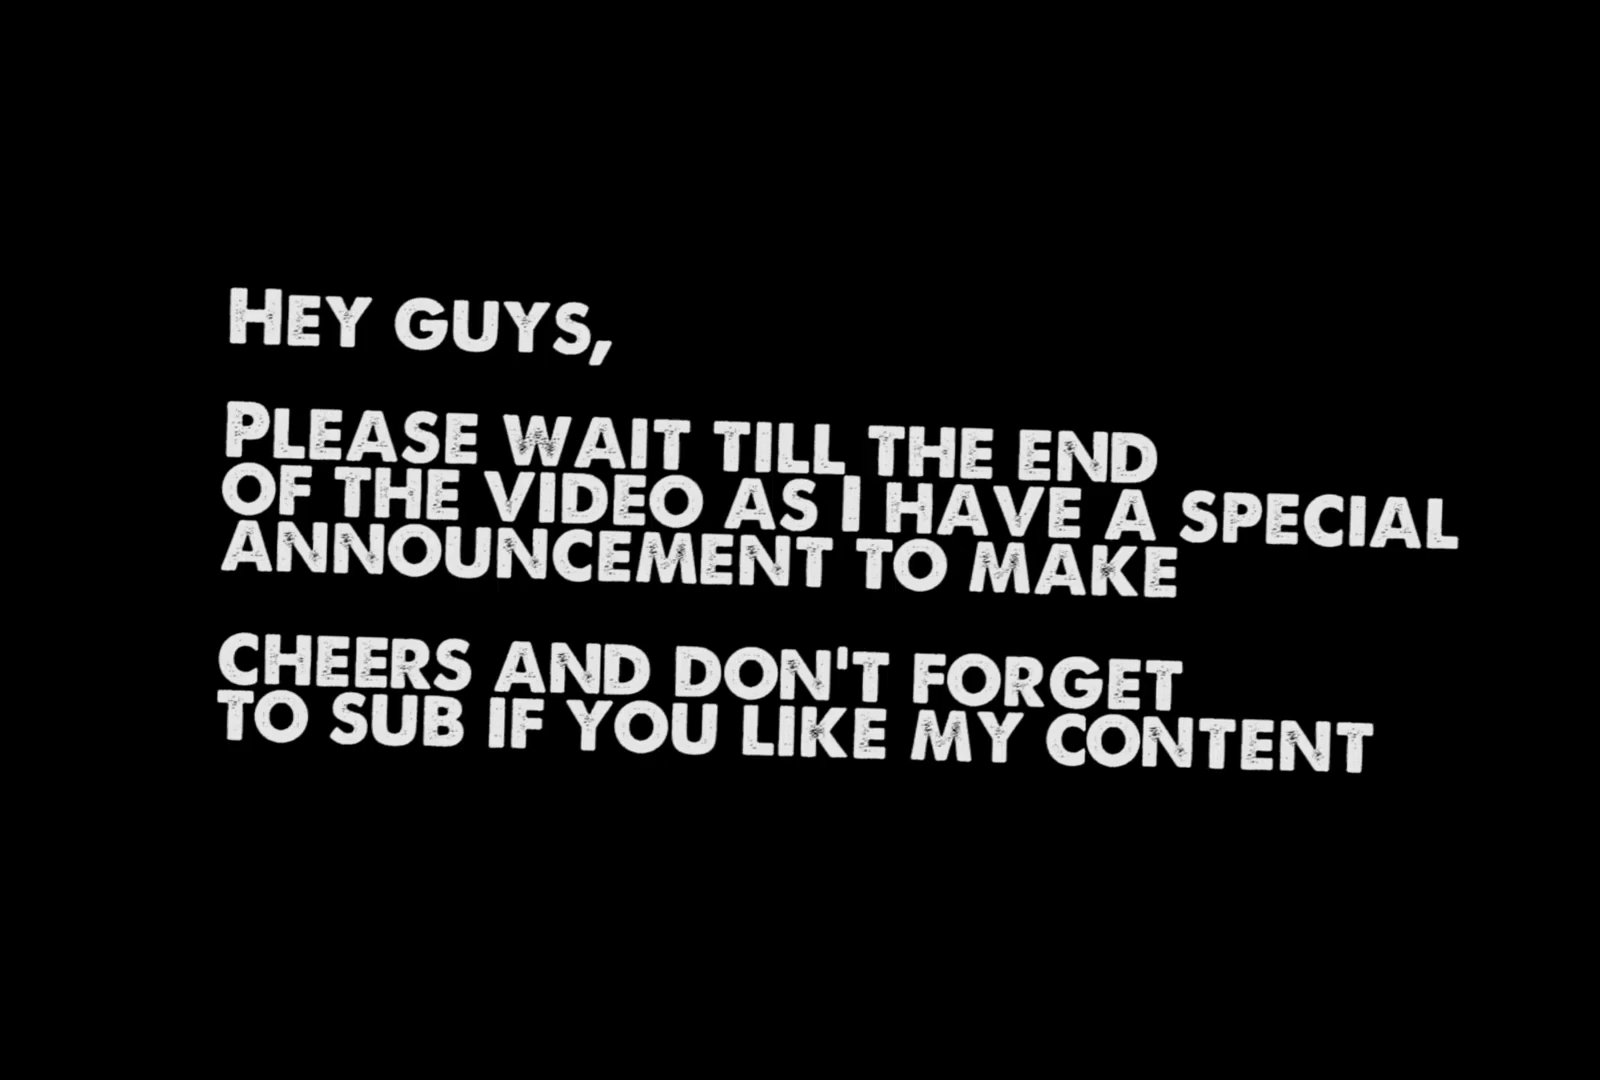 Hey guys,
Please wait till the end
of the video as I have a special
announcement to make
cheers and don't forget
to sub if you like my content